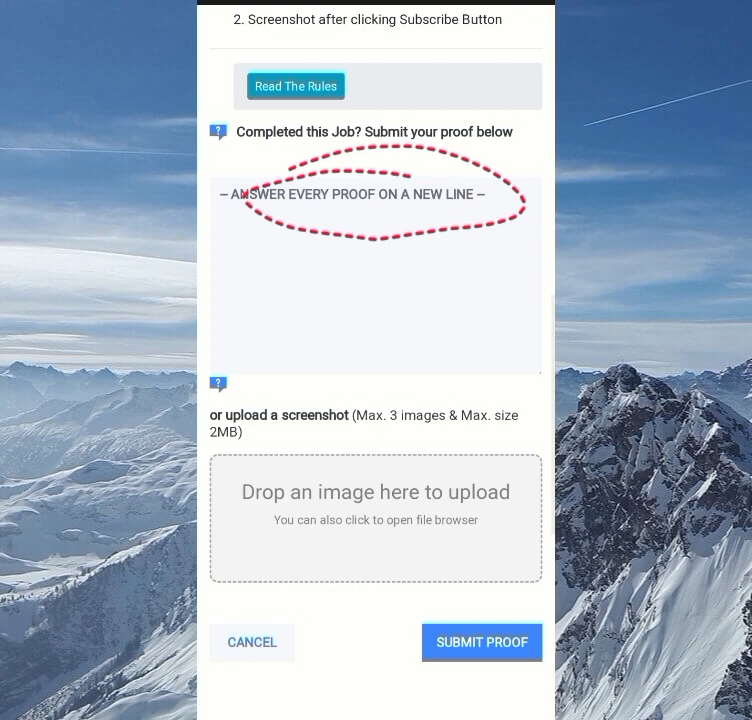 2. Screenshot after clicking Subscribe Button
Read The Rules
Completed this Job? Submit your proof below
-- ANSWER EVERY PROOF ON A NEW LINE --
or upload a screenshot (Max. 3 images & Max. size
2MB)
Drop an image here to upload
You can also click to open file browser
CANCEL
SUBMIT PROOF